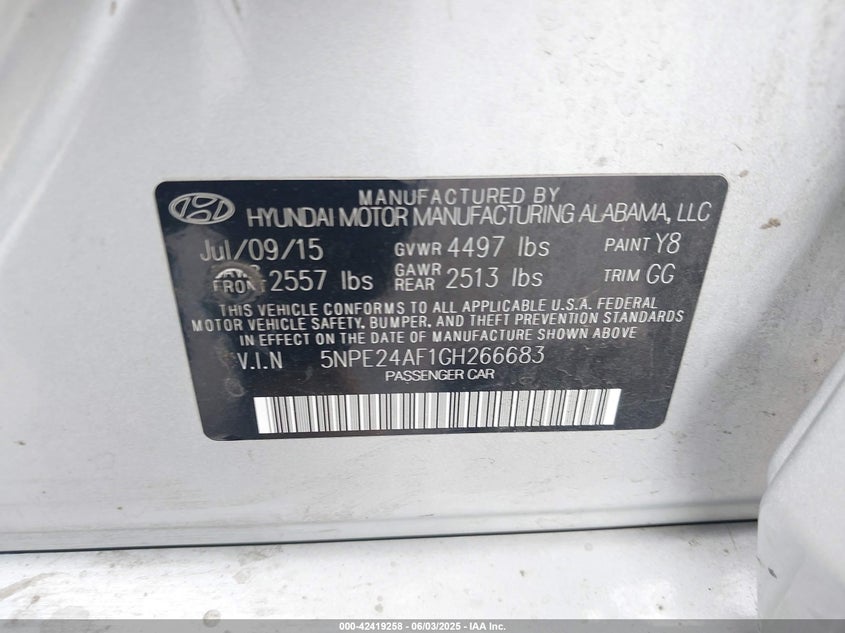 MANUFACTURED BY
HYUNDAI MOTOR MANUFACTURING ALABAMA, LLC
Jul/09/15 GVWR 4497 lbs PAINT Y8
FRONT 2557 lbs GAWR REAR 2513 lbs TRIM GG
THIS VEHICLE CONFORMS TO ALL APPLICABLE U.S.A. FEDERAL
MOTOR VEHICLE SAFETY, BUMPER, AND THEFT PREVENTION STANDARDS
IN EFFECT ON THE DATE OF MANUFACTURE SHOWN ABOVE
V.I.N 5NPE24AF1GH266683
PASSENGER CAR
000-42419258 - 06/03/2025 - IAA Inc.